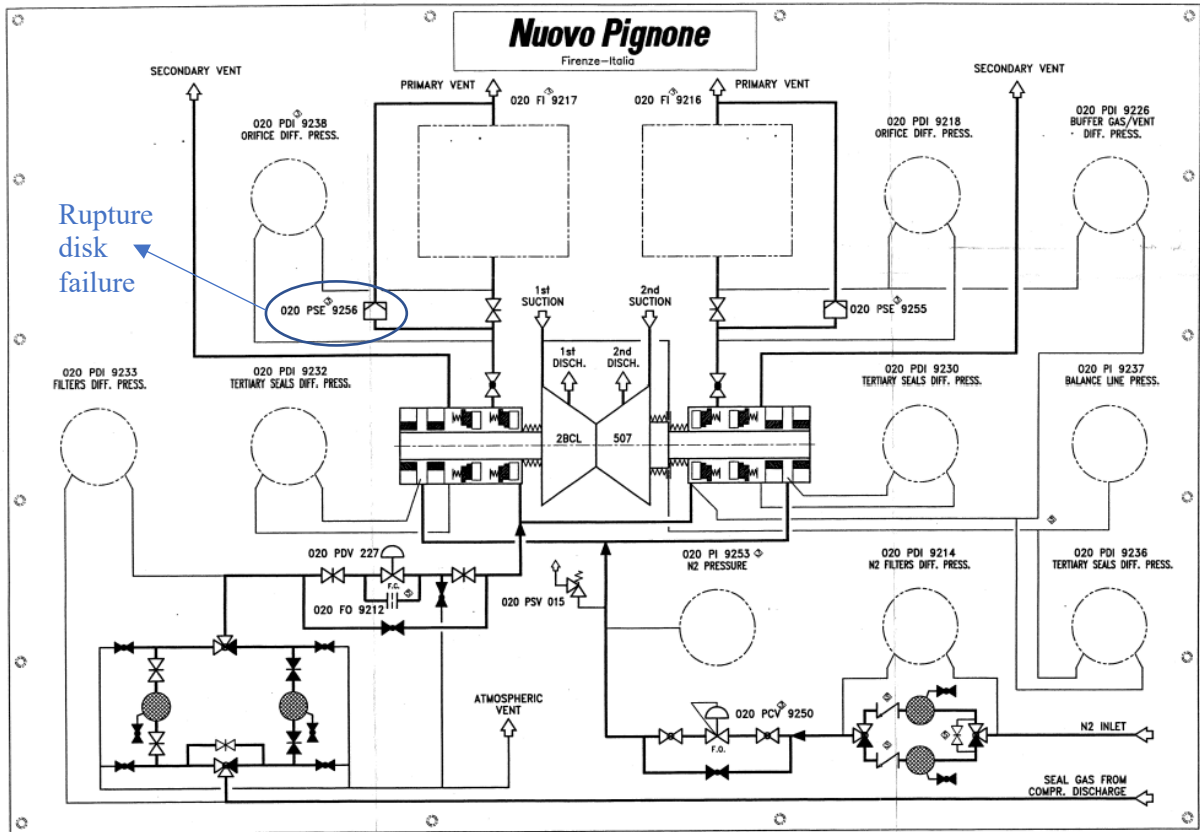 Nuovo Pignone
Firenze-Italia
SECONDARY VENT
PRIMARY VENT
PRIMARY VENT
SECONDARY VENT
020 FI 9217
020 FI 9216
020 PDI 9238
ORIFICE DIFF. PRESS.
020 PDI 9218
ORIFICE DIFF. PRESS.
020 PDI 9226
BUFFER GAS/VENT
DIFF. PRESS.
Rupture
disk
failure
1st
SUCTION
2nd
SUCTION
020 PSE 9256
020 PSE 9255
1st
DISCH.
2nd
DISCH.
020 PDI 9233
FILTERS DIFF. PRESS.
020 PDI 9232
TERTIARY SEALS DIFF. PRESS.
020 PDI 9230
TERTIARY SEALS DIFF. PRESS.
020 PI 9237
BALANCE LINE PRESS.
2BCL
507
020 PDV 227
F.C.
020 FO 9212
020 PSV 015
020 PI 9253
N2 PRESSURE
020 PDI 9214
N2 FILTERS DIFF. PRESS.
020 PDI 9236
TERTIARY SEALS DIFF. PRESS.
ATMOSPHERIC
VENT
020 PCV 9250
F.O.
N2 INLET
SEAL GAS FROM
COMPR. DISCHARGE